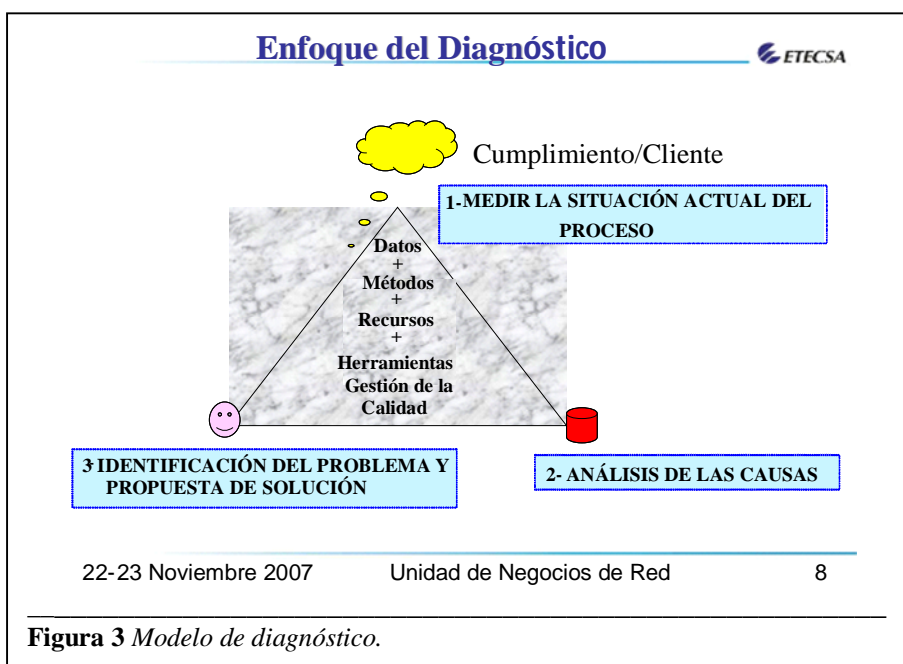 Enfoque del Diagnóstico
ETECSA
Cumplimiento/Cliente
1-MEDIR LA SITUACIÓN ACTUAL DEL
PROCESO
Datos
+
Métodos
+
Recursos
+
Herramientas
Gestión de la
Calidad
3-IDENTIFICACIÓN DEL PROBLEMA Y
PROPUESTA DE SOLUCIÓN
2- ANÁLISIS DE LAS CAUSAS
22-23 Noviembre 2007 Unidad de Negocios de Red 8
Figura 3 Modelo de diagnóstico.